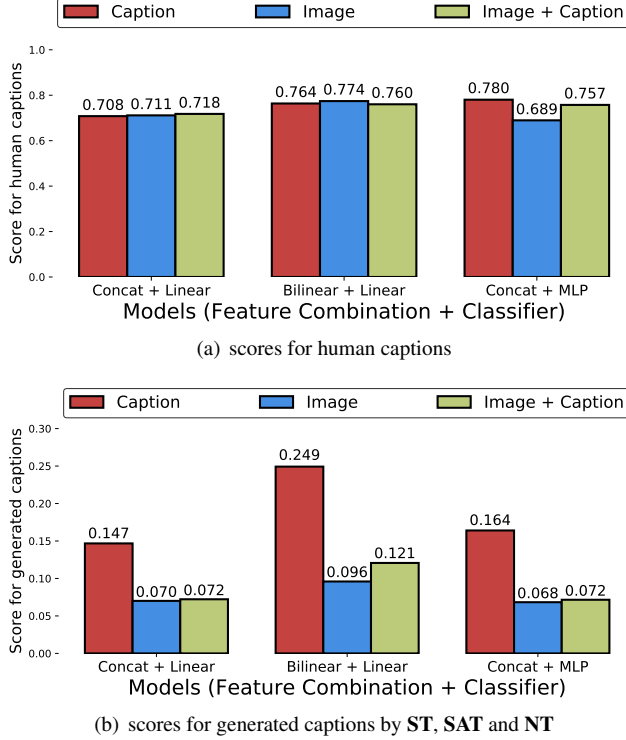 Caption Image Image + Caption
1.0
0.8
0.6
0.4
0.2
0.0
Score for human captions
0.708 0.711 0.718
0.764 0.774 0.760
0.780 0.689 0.757
Concat + Linear Bilinear + Linear Concat + MLP
Models (Feature Combination + Classifier)
(a) scores for human captions
Caption Image Image + Caption
0.30
0.25
0.20
0.15
0.10
0.05
0.00
Score for generated captions
0.147 0.070 0.072
0.249 0.096 0.121
0.164 0.068 0.072
Concat + Linear Bilinear + Linear Concat + MLP
Models (Feature Combination + Classifier)
(b) scores for generated captions by ST, SAT and NT